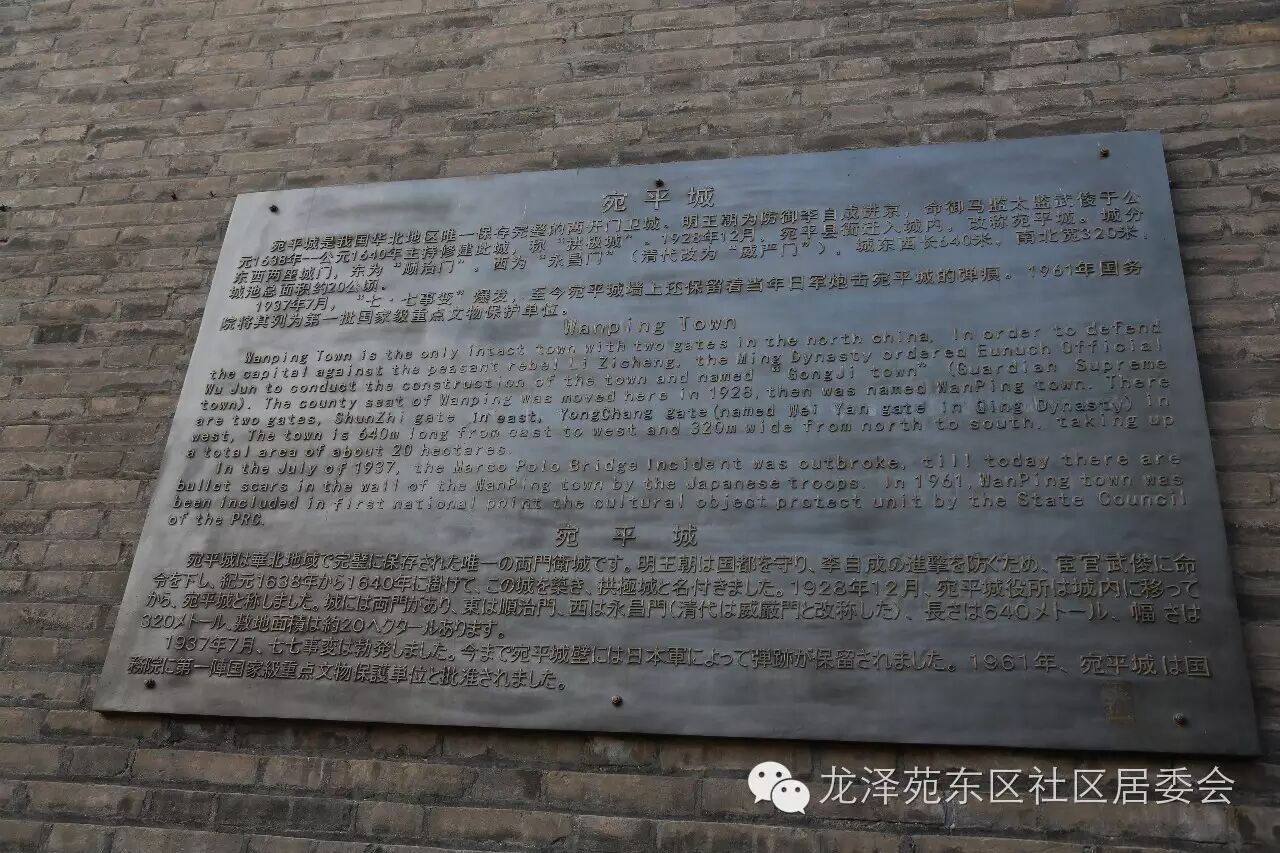 宛平城
宛平城是我国华北地区唯一保存完整的两开门卫城。明王朝为防御李自成进京，命御马监太监武俊于公
元1638年--公元1640年主持修建此城，称“拱极城”。1928年12月，宛平县衙迁入城内，改称宛平城。城分
东西两座城门，东为“顺治门”，西为“永昌门”（清代改为“威严门”），城东西长640米，南北宽320米，
城池总面积约20公顷。
1937年7月，“七·七事变”爆发，至今宛平城墙上还保留着当年日军炮击宛平城的弹痕。1961年国务
院将其列为第一批国家级重点文物保护单位。
Wanping Town
Wanping Town is the only intact town with two gates in the north china. In order to defend
the capital against the peasant rebel Li Zicheng, the Ming Dynasty ordered Eunuch Official
Wu Jun to conduct the construction of the town and named “GongJi town” (Guardian Supreme
town). The county seat of Wanping was moved here in 1928, then was named WanPing town. There
are two gates, ShunZhi gate in east, YongChang gate(named Wei Yan gate in Qing Dynasty) in
west, The town is 640m long from east to west and 320m wide from north to south, taking up
a total area of about 20 hectares.
In the July of 1937, the Marco Polo Bridge Incident was outbroke, till today there are
bullet scars in the wall of the WanPing town by the Japanese troops. In 1961, WanPing town was
been included in first national point the cultural object protect unit by the State Council
of the PRC.
宛平城
宛平城は華北地域で完璧に保存された唯一の両門衛城です。明王朝は国都を守り、李自成の進撃を防ぐため、宦官武俊に命
令を下し、紀元1638年から1640年に掛けて、この城を築き、拱極城と名付きました。1928年12月、宛平城役所は城内に移って
から、宛平城と称しました。城には両門があり、東は順治門、西は永昌門（清代は威厳門と改称した）、長さは640メトール、幅さは
320メトール、敷地面積は約20ヘクタールあります。
1937年7月、七七事変は勃発しました。今まで宛平城壁には日本軍によって弾跡が保留されました。1961年、宛平城は国
務院に第一陣国家級重点文物保護単位と批准されました。
龙泽苑东区社区居委会